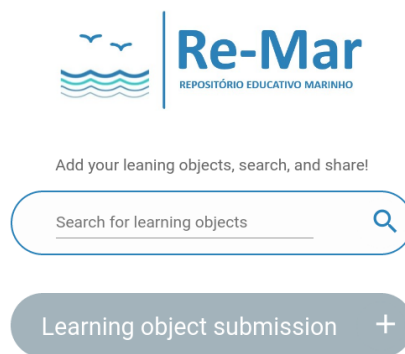 Re-Mar
REPOSITÓRIO EDUCATIVO MARINHO
Add your leaning objects, search, and share!
Search for learning objects
Learning object submission +